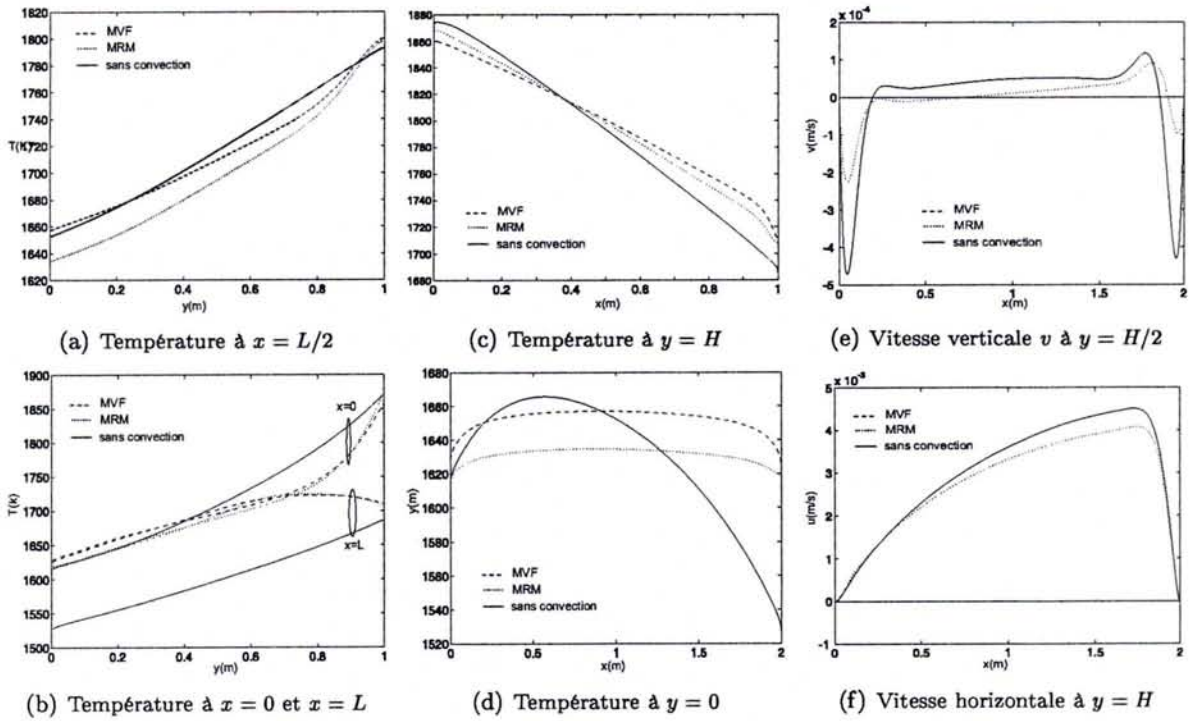 1820
1800
1780
1760
1740
1720
T(K)
1700
1680
1660
1640
1620
0
0.2
0.4
0.6
0.8
1
y(m)
MVF
MRM
sans convection
(a) Température à x = L/2
1880
1860
1840
1820
1800
1780
1760
1740
1720
1700
1680
0
0.2
0.4
0.6
0.8
1
x(m)
MVF
MRM
sans convection
(c) Température à y = H
x 10⁻⁴
2
1
0
-1
-2
-3
-4
-5
v(m/s)
0
0.5
1
1.5
2
x(m)
MVF
MRM
sans convection
(e) Vitesse verticale v à y = H/2
1900
1850
1800
1750
1700
1650
1600
1550
1500
T(k)
0
0.2
0.4
0.6
0.8
1
y(m)
MVF
MRM
sans convection
x=0
x=L
(b) Température à x = 0 et x = L
1680
1660
1640
1620
1600
1580
1560
1540
1520
y(m)
0
0.5
1
1.5
2
x(m)
MVF
MRM
sans convection
(d) Température à y = 0
x 10⁻³
5
4
3
2
1
0
-1
u(m/s)
0
0.5
1
1.5
2
x(m)
MVF
MRM
sans convection
(f) Vitesse horizontale à y = H